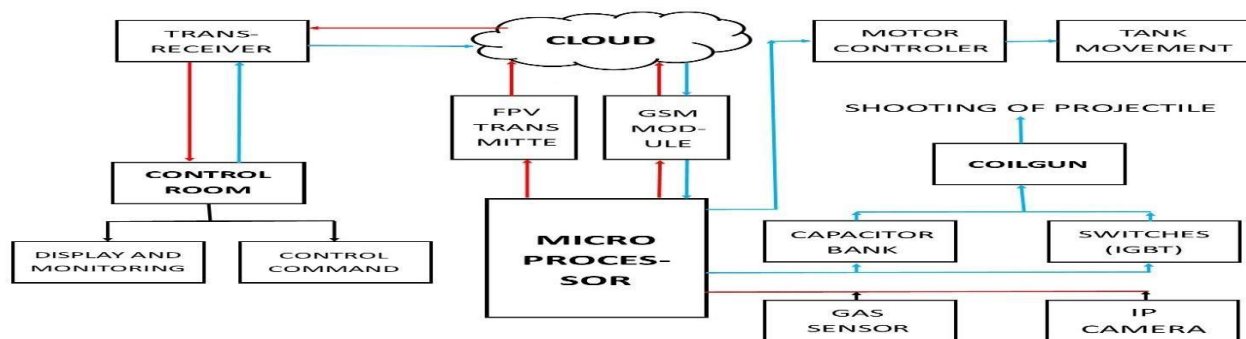 TRANS-
RECEIVER
CLOUD
MOTOR
CONTROLER
TANK
MOVEMENT
FPV
TRANS
MITTE
GSM
MOD-
ULE
SHOOTING OF PROJECTILE
CONTROL
ROOM
COILGUN
DISPLAY AND
MONITORING
CONTROL
COMMAND
MICRO
PROCES-
SOR
CAPACITOR
BANK
SWITCHES
(IGBT)
GAS
SENSOR
IP
CAMERA